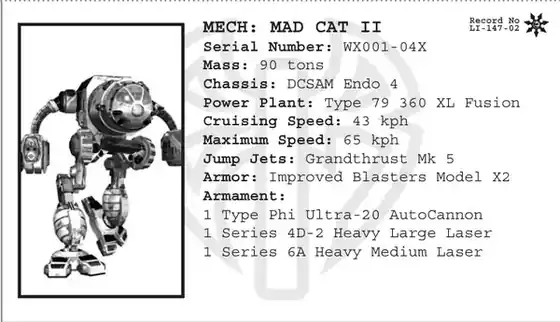 MECH: MAD CAT II
Record No
LI-147-02
Serial Number: WX001-04X
Mass: 90 tons
Chassis: DCSAM Endo 4
Power Plant: Type 79 360 XL Fusion
Cruising Speed: 43 kph
Maximum Speed: 65 kph
Jump Jets: Grandthrust Mk 5
Armor: Improved Blasters Model X2
Armament:
1 Type Phi Ultra-20 AutoCannon
1 Series 4D-2 Heavy Large Laser
1 Series 6A Heavy Medium Laser